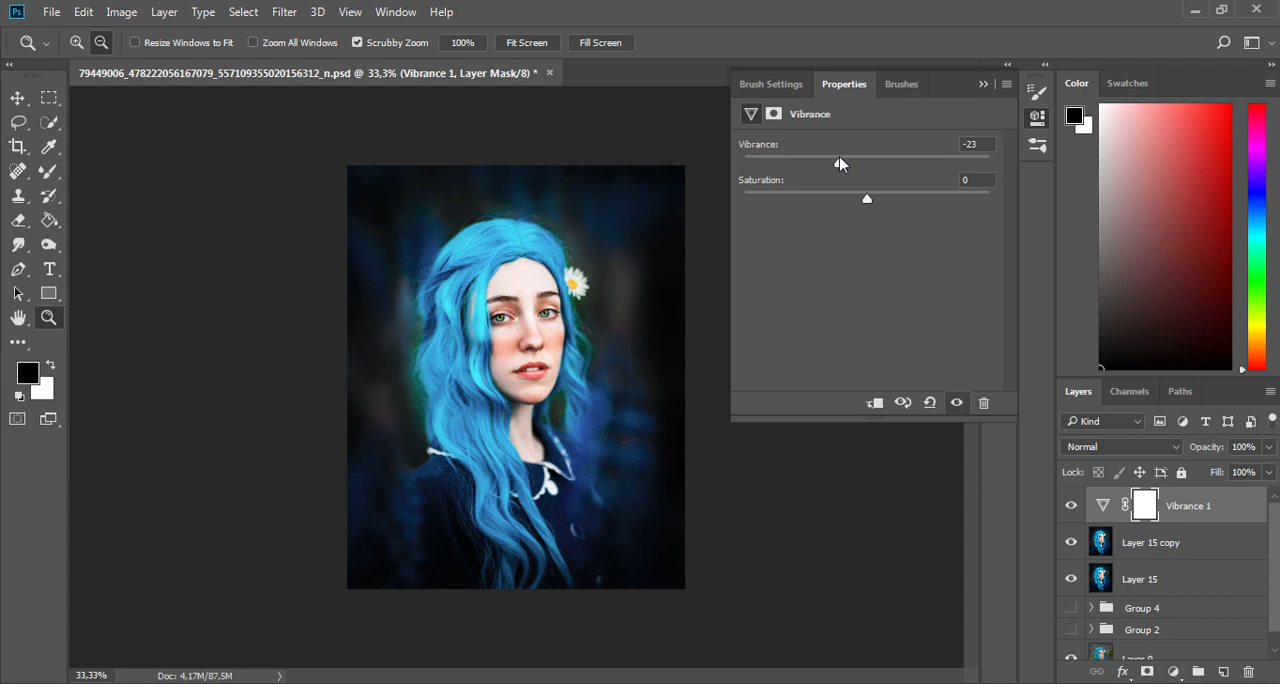 Ps File Edit Image Layer Type Select Filter 3D View Window Help
Resize Windows to Fit Zoom All Windows Scrubby Zoom 100% Fit Screen Fill Screen
79449006_478222056167079_557109355020156312_n.psd @ 33,3% (Vibrance 1, Layer Mask/8) *
Brush Settings Properties Brushes
Vibrance
Vibrance: -23
Saturation: 0
Color Swatches
Layers Channels Paths
Kind
Normal Opacity: 100%
Lock: Fill: 100%
Vibrance 1
Layer 15 copy
Layer 15
Group 4
Group 2
33,33% Doc: 4,17M/87,5M